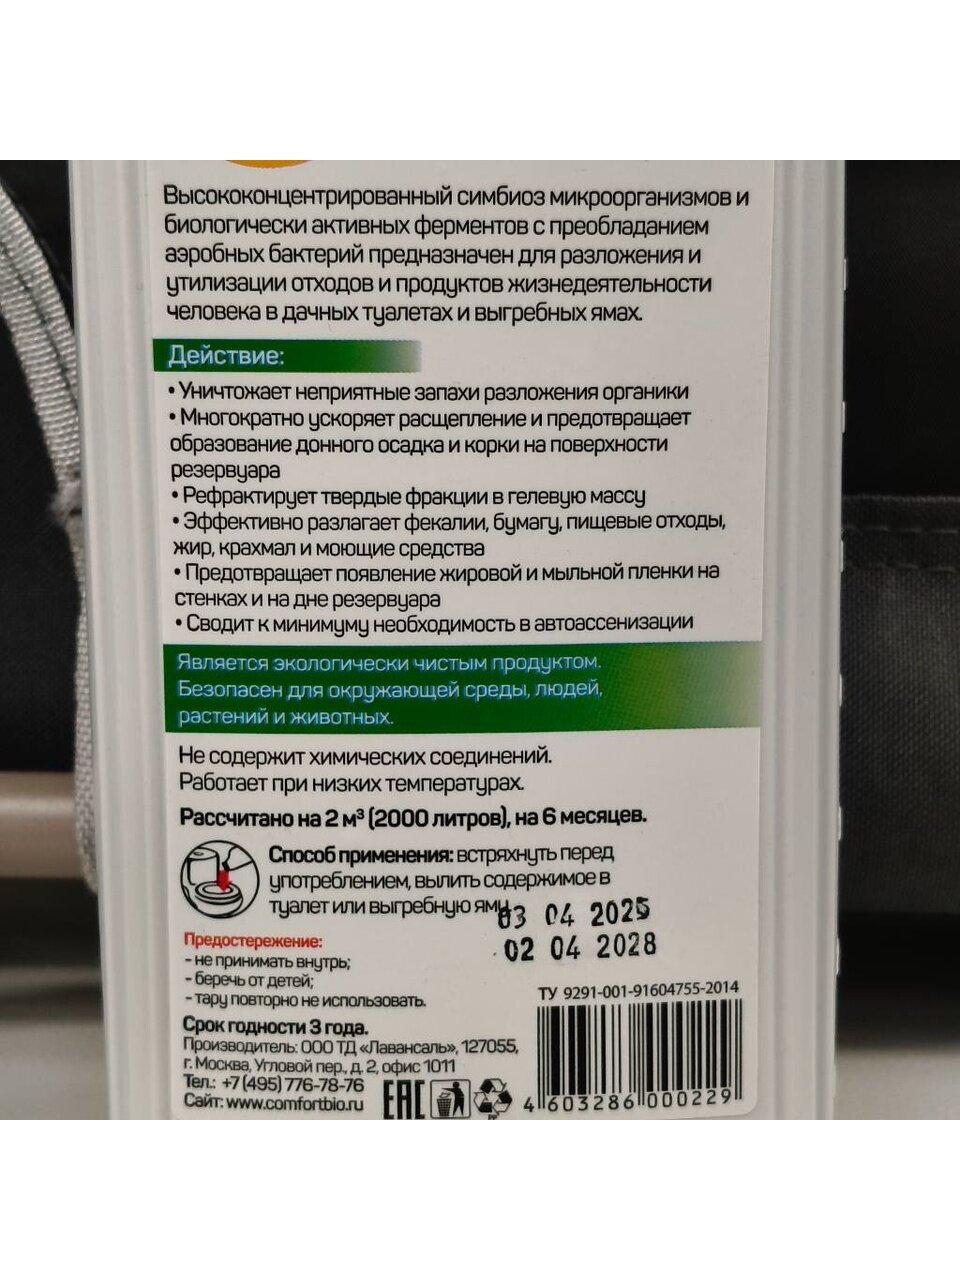 Высококонцентрированный симбиоз микроорганизмов и
биологически активных ферментов с преобладанием
аэробных бактерий предназначен для разложения и
утилизации отходов и продуктов жизнедеятельности
человека в дачных туалетах и выгребных ямах.
Действие:
• Уничтожает неприятные запахи разложения органики
• Многократно ускоряет расщепление и предотвращает
образование донного осадка и корки на поверхности
резервуара
• Рефрактирует твердые фракции в гелевую массу
• Эффективно разлагает фекалии, бумагу, пищевые отходы,
жир, крахмал и моющие средства
• Предотвращает появление жировой и мыльной пленки на
стенках и на дне резервуара
• Сводит к минимуму необходимость в автоассенизации
Является экологически чистым продуктом.
Безопасен для окружающей среды, людей,
растений и животных.
Не содержит химических соединений.
Работает при низких температурах.
Рассчитано на 2 м³ (2000 литров), на 6 месяцев.
Способ применения: встряхнуть перед
употреблением, вылить содержимое в
туалет или выгребную яму.
03 04 2025
02 04 2028
Предостережение:
- не принимать внутрь;
- беречь от детей;
- тару повторно не использовать.
Срок годности 3 года.
Производитель: ООО ТД «Лавансаль», 127055,
г. Москва, Угловой пер., д. 2, офис 1011
Тел.: +7 (495) 776-78-76
Сайт: www.comfortbio.ru
EAC
PP
ТУ 9291-001-91604755-2014
4 603286 000229